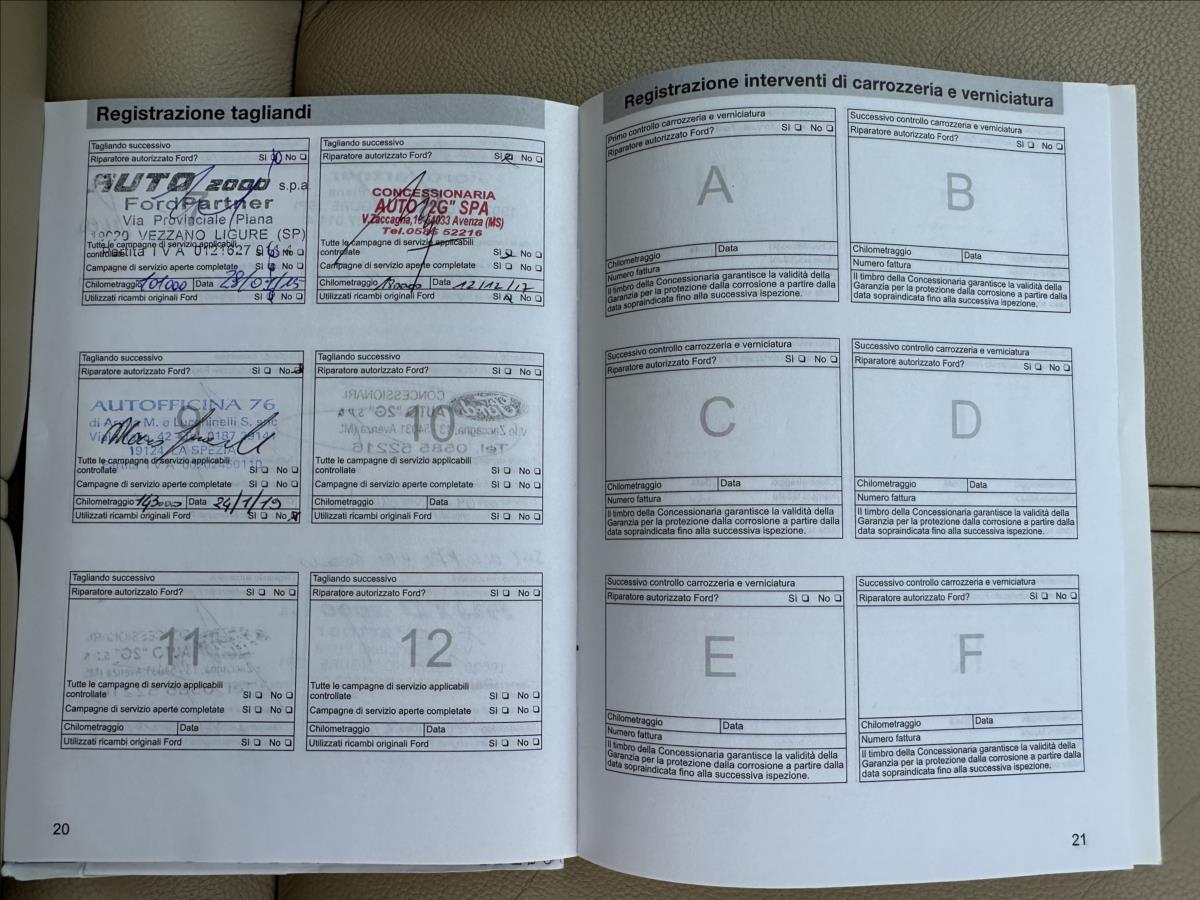 Registrazione tagliandi
Tagliando successivo
Riparatore autorizzato Ford? Sì No
AUTO 2000 s.p.a
FordPartner
Via Provinciale Piana
VEZZANO LIGURE (SP)
Tutte le campagne di servizio applicabili
controllate Sì No
Campagne di servizio aperte completate Sì No
Chilometraggio 101000 Data
Utilizzati ricambi originali Ford Sì No
Tagliando successivo
Riparatore autorizzato Ford? Sì No
CONCESSIONARIA
AUTO "2G" SPA
V.Zaccagna, 54033 Avenza (MS)
Tel.0585 52216
Tutte le campagne di servizio applicabili
controllate Sì No
Campagne di servizio aperte completate Sì No
Chilometraggio Data 12/12/17
Utilizzati ricambi originali Ford Sì No
Tagliando successivo
Riparatore autorizzato Ford? Sì No
9
AUTOFFICINA 76
di M. e S. snc
19124 LA SPEZIA
Tutte le campagne di servizio applicabili
controllate Sì No
Campagne di servizio aperte completate Sì No
Chilometraggio 143000 Data 24/1/19
Utilizzati ricambi originali Ford Sì No
Tagliando successivo
Riparatore autorizzato Ford? Sì No
10
Tutte le campagne di servizio applicabili
controllate Sì No
Campagne di servizio aperte completate Sì No
Chilometraggio Data
Utilizzati ricambi originali Ford Sì No
Tagliando successivo
Riparatore autorizzato Ford? Sì No
11
Tutte le campagne di servizio applicabili
controllate Sì No
Campagne di servizio aperte completate Sì No
Chilometraggio Data
Utilizzati ricambi originali Ford Sì No
Tagliando successivo
Riparatore autorizzato Ford? Sì No
12
Tutte le campagne di servizio applicabili
controllate Sì No
Campagne di servizio aperte completate Sì No
Chilometraggio Data
Utilizzati ricambi originali Ford Sì No
20
Registrazione interventi di carrozzeria e verniciatura
Primo controllo carrozzeria e verniciatura
Riparatore autorizzato Ford? Sì No
A
Chilometraggio Data
Numero fattura
Il timbro della Concessionaria garantisce la validità della
Garanzia per la protezione dalla corrosione a partire dalla
data sopraindicata fino alla successiva ispezione.
Successivo controllo carrozzeria e verniciatura
Riparatore autorizzato Ford? Sì No
B
Chilometraggio Data
Numero fattura
Il timbro della Concessionaria garantisce la validità della
Garanzia per la protezione dalla corrosione a partire dalla
data sopraindicata fino alla successiva ispezione.
Successivo controllo carrozzeria e verniciatura
Riparatore autorizzato Ford? Sì No
C
Chilometraggio Data
Numero fattura
Il timbro della Concessionaria garantisce la validità della
Garanzia per la protezione dalla corrosione a partire dalla
data sopraindicata fino alla successiva ispezione.
Successivo controllo carrozzeria e verniciatura
Riparatore autorizzato Ford? Sì No
D
Chilometraggio Data
Numero fattura
Il timbro della Concessionaria garantisce la validità della
Garanzia per la protezione dalla corrosione a partire dalla
data sopraindicata fino alla successiva ispezione.
Successivo controllo carrozzeria e verniciatura
Riparatore autorizzato Ford? Sì No
E
Chilometraggio Data
Numero fattura
Il timbro della Concessionaria garantisce la validità della
Garanzia per la protezione dalla corrosione a partire dalla
data sopraindicata fino alla successiva ispezione.
Successivo controllo carrozzeria e verniciatura
Riparatore autorizzato Ford? Sì No
F
Chilometraggio Data
Numero fattura
Il timbro della Concessionaria garantisce la validità della
Garanzia per la protezione dalla corrosione a partire dalla
data sopraindicata fino alla successiva ispezione.
21